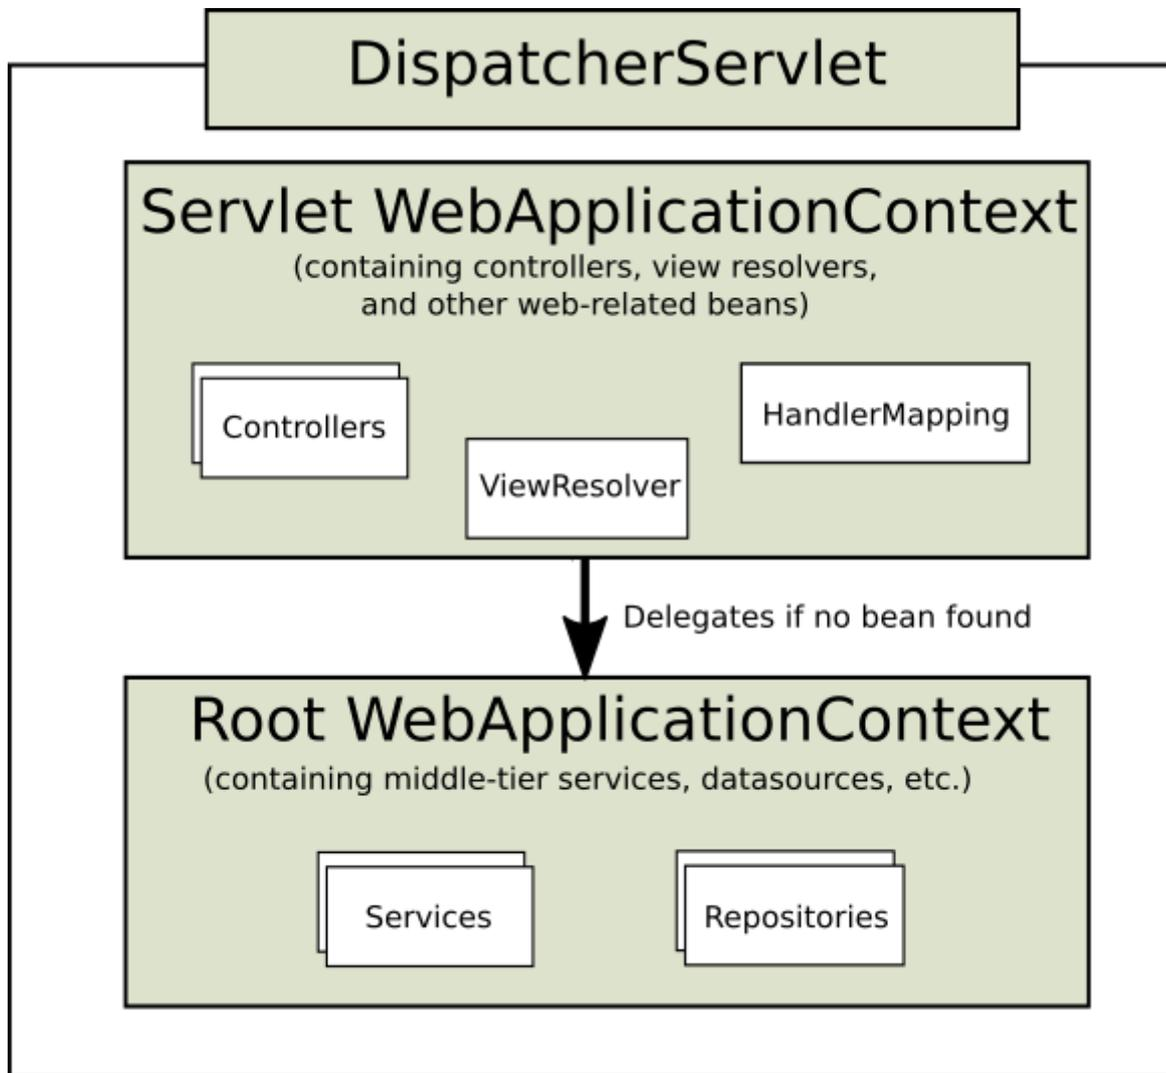 DispatcherServlet
Servlet WebApplicationContext
(containing controllers, view resolvers,
and other web-related beans)
Controllers
HandlerMapping
ViewResolver
Delegates if no bean found
Root WebApplicationContext
(containing middle-tier services, datasources, etc.)
Services
Repositories